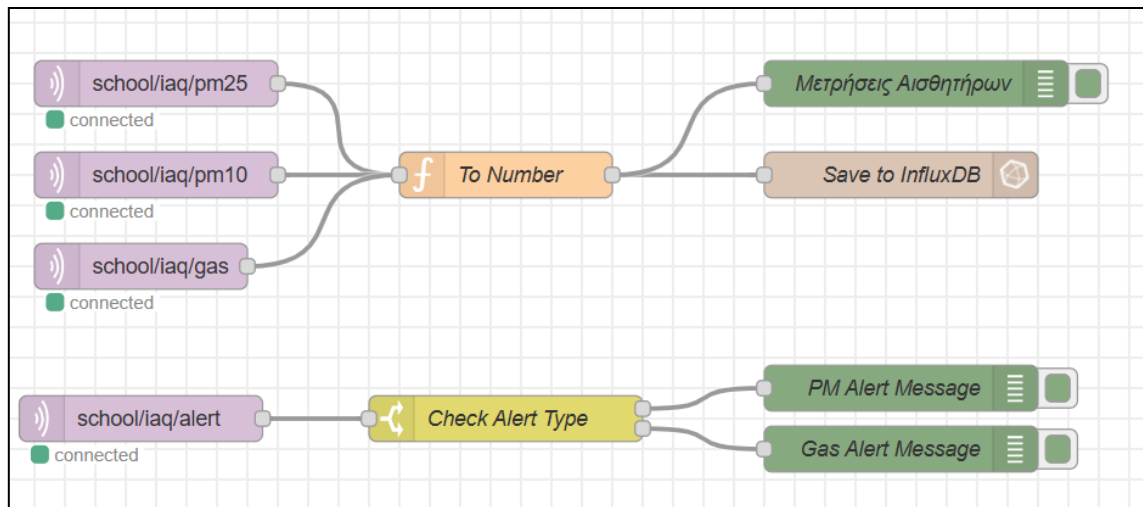 school/iaq/pm25
connected
school/iaq/pm10
connected
school/iaq/gas
connected
To Number
Μετρήσεις Αισθητήρων
Save to InfluxDB
school/iaq/alert
connected
Check Alert Type
PM Alert Message
Gas Alert Message